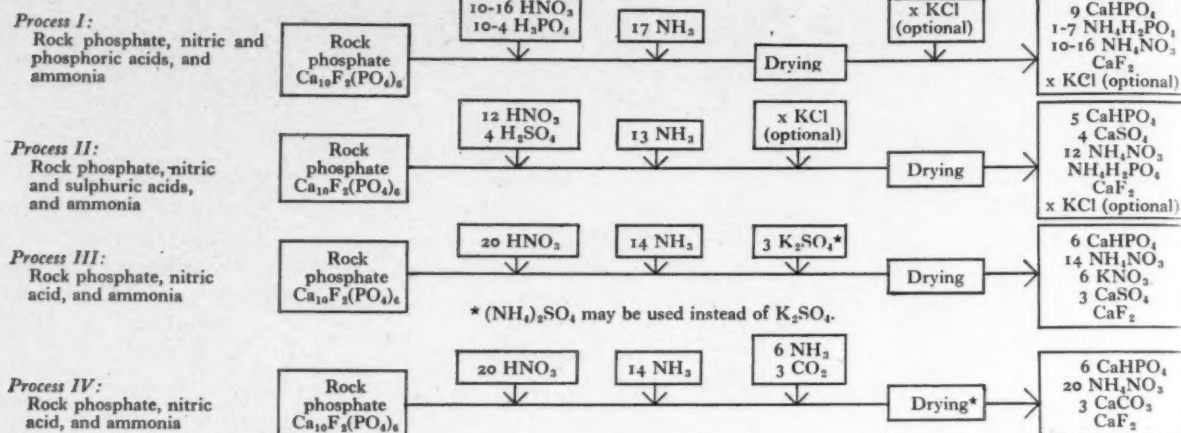 Process I:
Rock phosphate, nitric and
phosphoric acids, and
ammonia
Rock
phosphate
Ca₁₀F₂(PO₄)₆
10-16 HNO₃
10-4 H₃PO₄
17 NH₃
Drying
x KCl
(optional)
9 CaHPO₄
1-7 NH₄H₂PO₄
10-16 NH₄NO₃
CaF₂
x KCl (optional)
Process II:
Rock phosphate, nitric
and sulphuric acids,
and ammonia
Rock
phosphate
Ca₁₀F₂(PO₄)₆
12 HNO₃
4 H₂SO₄
13 NH₃
x KCl
(optional)
Drying
5 CaHPO₄
4 CaSO₄
12 NH₄NO₃
NH₄H₂PO₄
CaF₂
x KCl (optional)
Process III:
Rock phosphate, nitric
acid, and ammonia
Rock
phosphate
Ca₁₀F₂(PO₄)₆
20 HNO₃
14 NH₃
3 K₂SO₄*
Drying
6 CaHPO₄
14 NH₄NO₃
6 KNO₃
3 CaSO₄
CaF₂
* (NH₄)₂SO₄ may be used instead of K₂SO₄.
Process IV:
Rock phosphate, nitric
acid, and ammonia
Rock
phosphate
Ca₁₀F₂(PO₄)₆
20 HNO₃
14 NH₃
6 NH₃
3 CO₂
Drying*
6 CaHPO₄
20 NH₄NO₃
3 CaCO₃
CaF₂